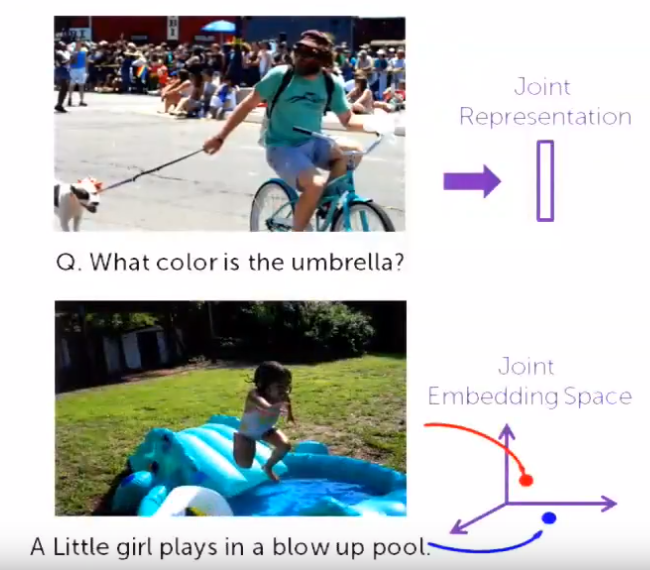 Joint
Representation
Q. What color is the umbrella?
Joint
Embedding Space
A Little girl plays in a blow up pool.